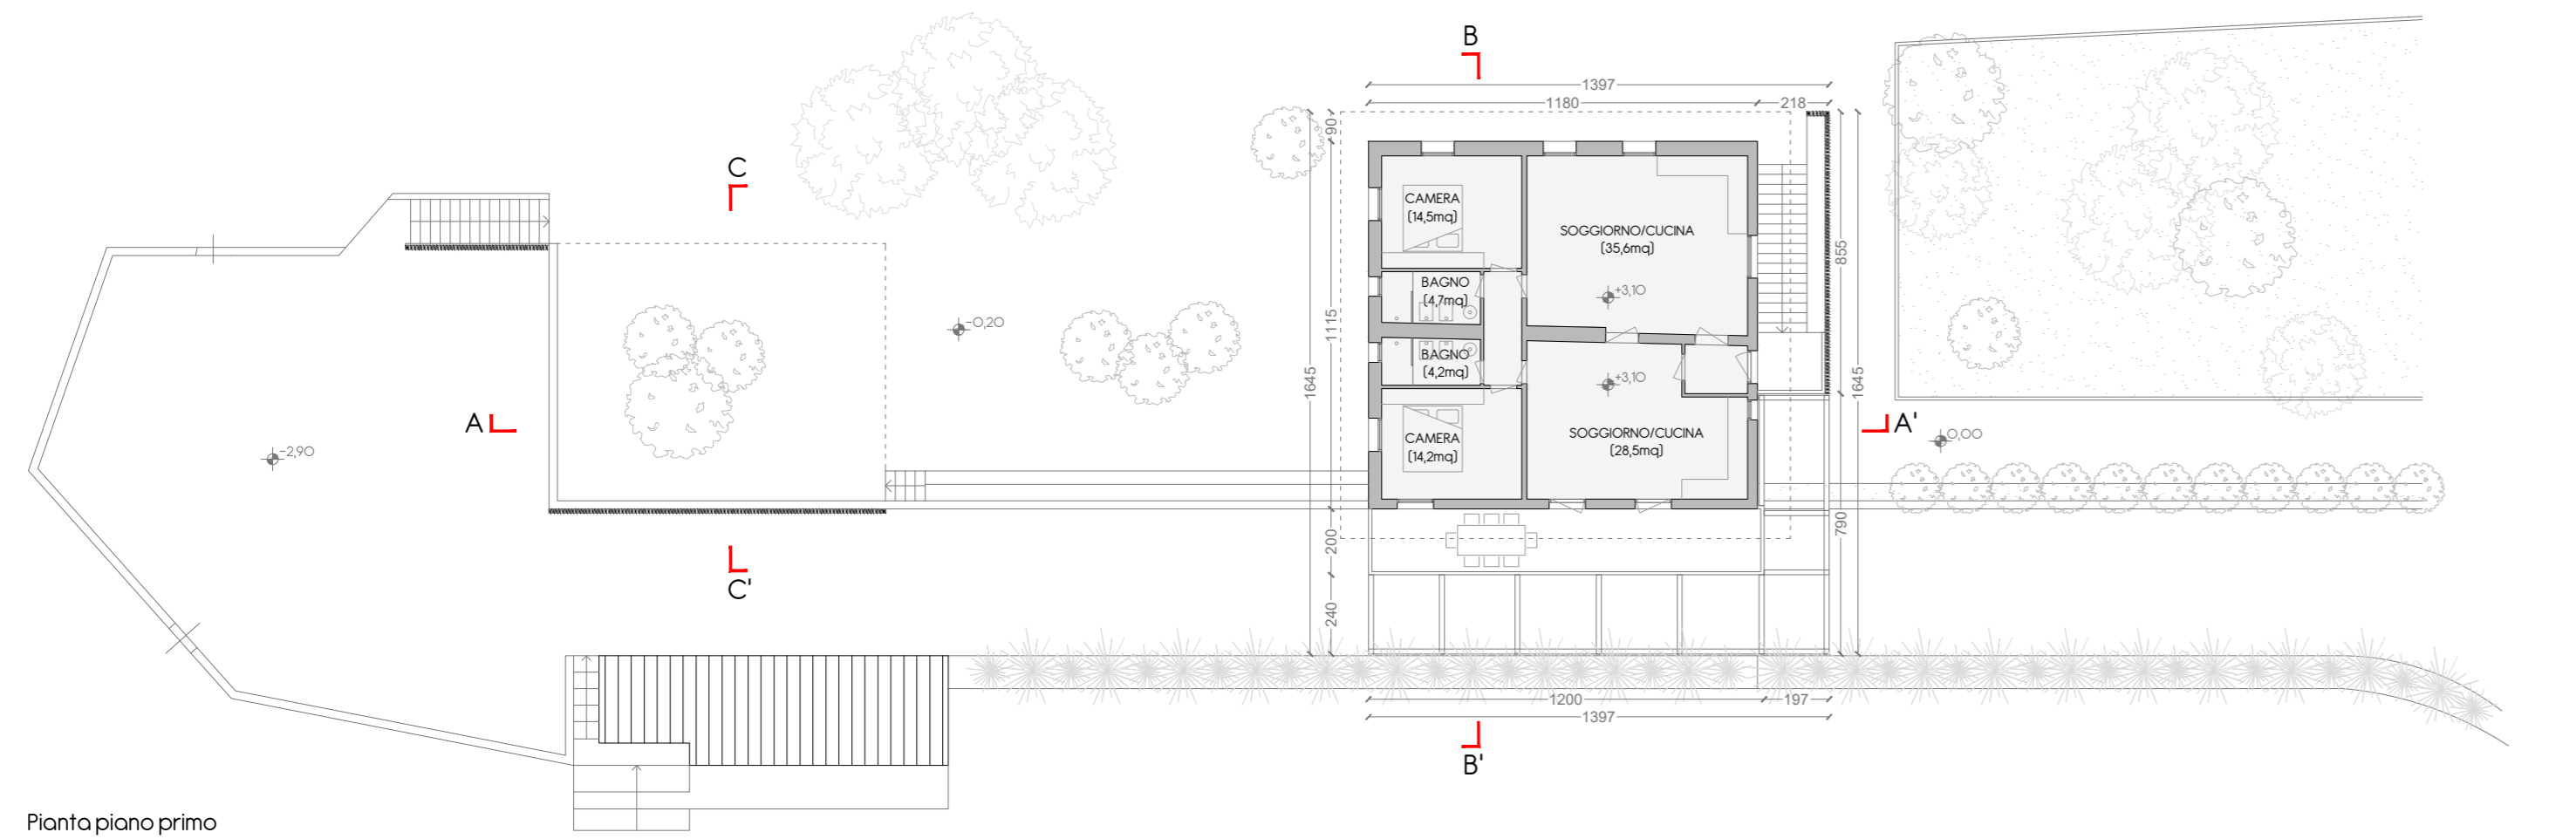 B
1397
1180
218
90
C
CAMERA
(14,5mq)
SOGGIORNO/CUCINA
(35,6mq)
855
BAGNO
(4,7mq)
+3,10
-0,20
1115
BAGNO
(4,2mq)
+3,10
1645
1645
A
A'
0,00
-2,90
CAMERA
(14,2mq)
SOGGIORNO/CUCINA
(28,5mq)
200
790
C'
240
1200
197
1397
B'
Pianta piano primo